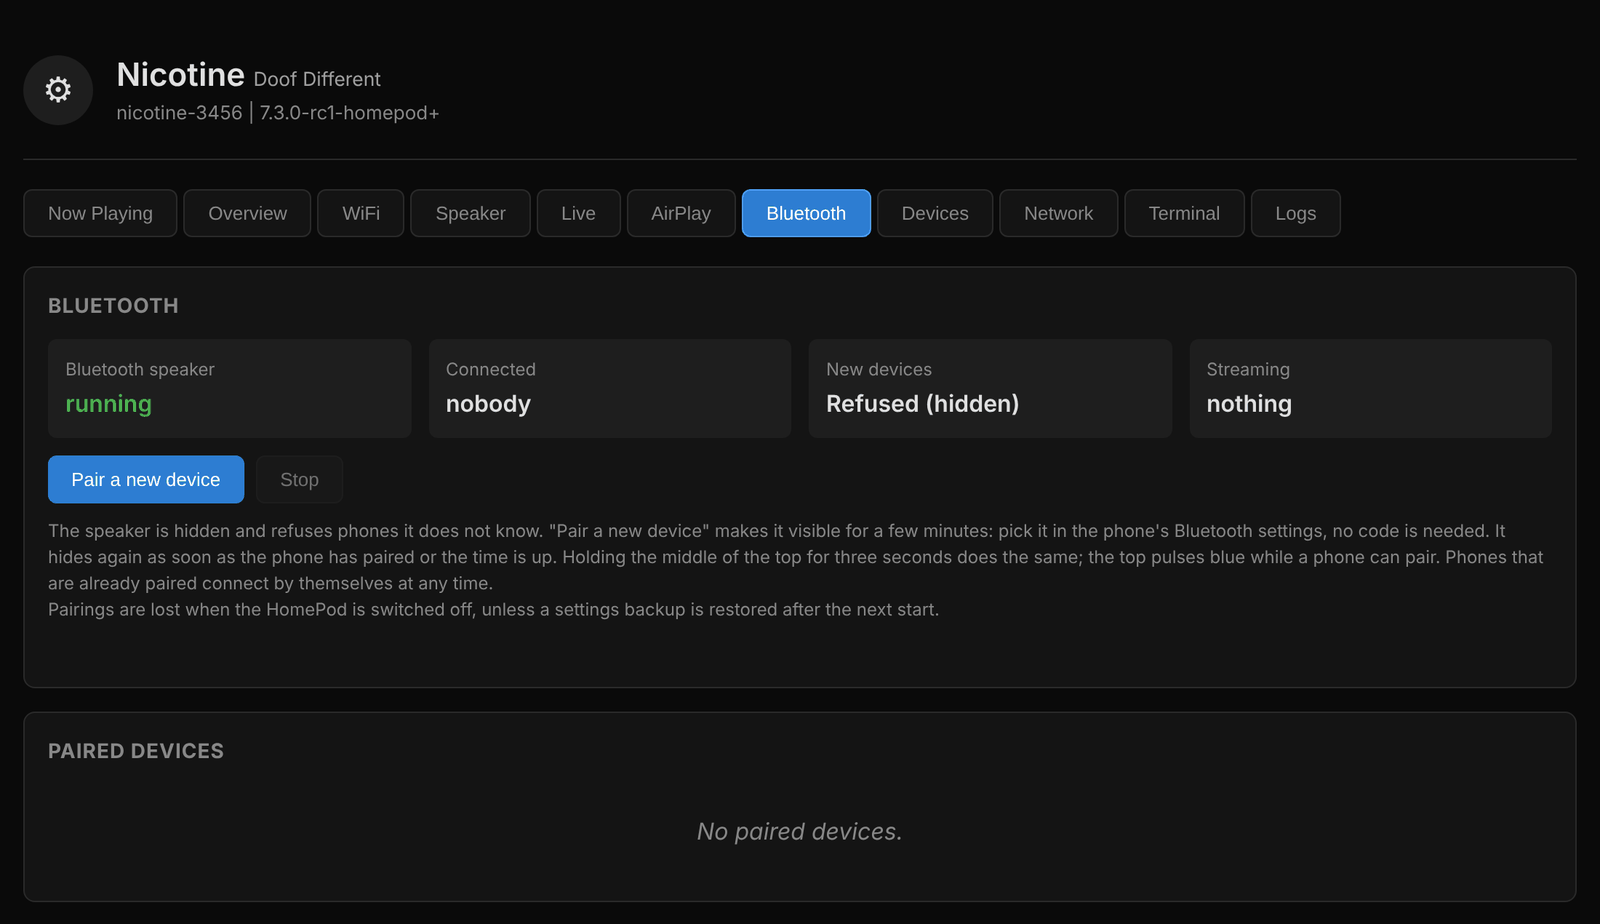 Nicotine Doof Different
nicotine-3456 | 7.3.0-rc1-homepod+
Now Playing
Overview
WiFi
Speaker
Live
AirPlay
Bluetooth
Devices
Network
Terminal
Logs
BLUETOOTH
Bluetooth speaker
running
Connected
nobody
New devices
Refused (hidden)
Streaming
nothing
Pair a new device
Stop
The speaker is hidden and refuses phones it does not know. "Pair a new device" makes it visible for a few minutes: pick it in the phone's Bluetooth settings, no code is needed. It
hides again as soon as the phone has paired or the time is up. Holding the middle of the top for three seconds does the same; the top pulses blue while a phone can pair. Phones that
are already paired connect by themselves at any time.
Pairings are lost when the HomePod is switched off, unless a settings backup is restored after the next start.
PAIRED DEVICES
No paired devices.